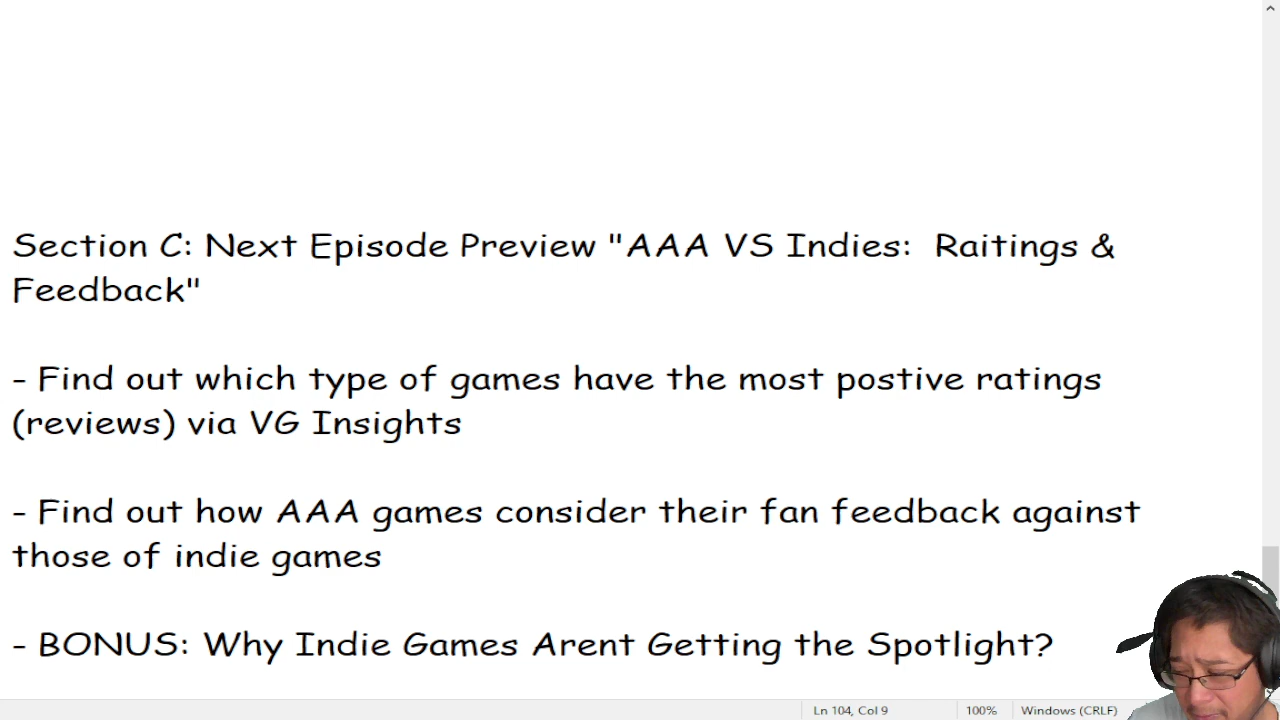 Section C: Next Episode Preview "AAA VS Indies:  Raitings &
Feedback"
- Find out which type of games have the most postive ratings
(reviews) via VG Insights
- Find out how AAA games consider their fan feedback against
those of indie games
- BONUS: Why Indie Games Arent Getting the Spotlight?
Ln 104, Col 9 100% Windows (CRLF)